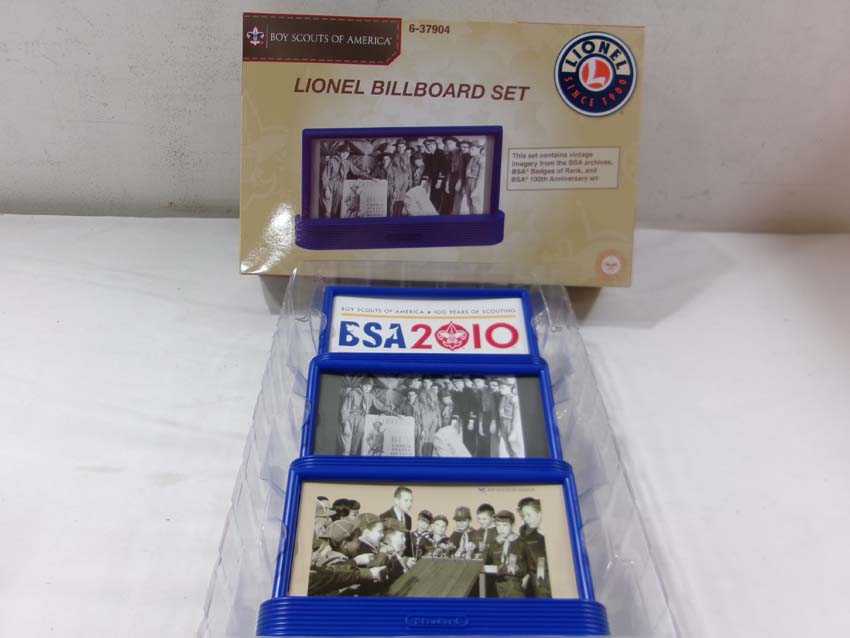 BOY SCOUTS OF AMERICA®
6-37904
LIONEL BILLBOARD SET
LIONEL
L
SINCE 1900
This set contains vintage
imagery from the BSA archives,
BSA® Badges of Rank, and
BSA® 100th Anniversary art
BOY SCOUTS OF AMERICA ★ 100 YEARS OF SCOUTING
BSA2010